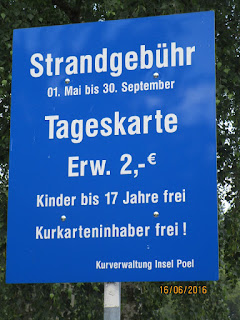 Strandgebühr
01. Mai bis 30. September
Tageskarte
Erw. 2,-€
Kinder bis 17 Jahre frei
Kurkarteninhaber frei !
Kurverwaltung Insel Poel
16/06/2016